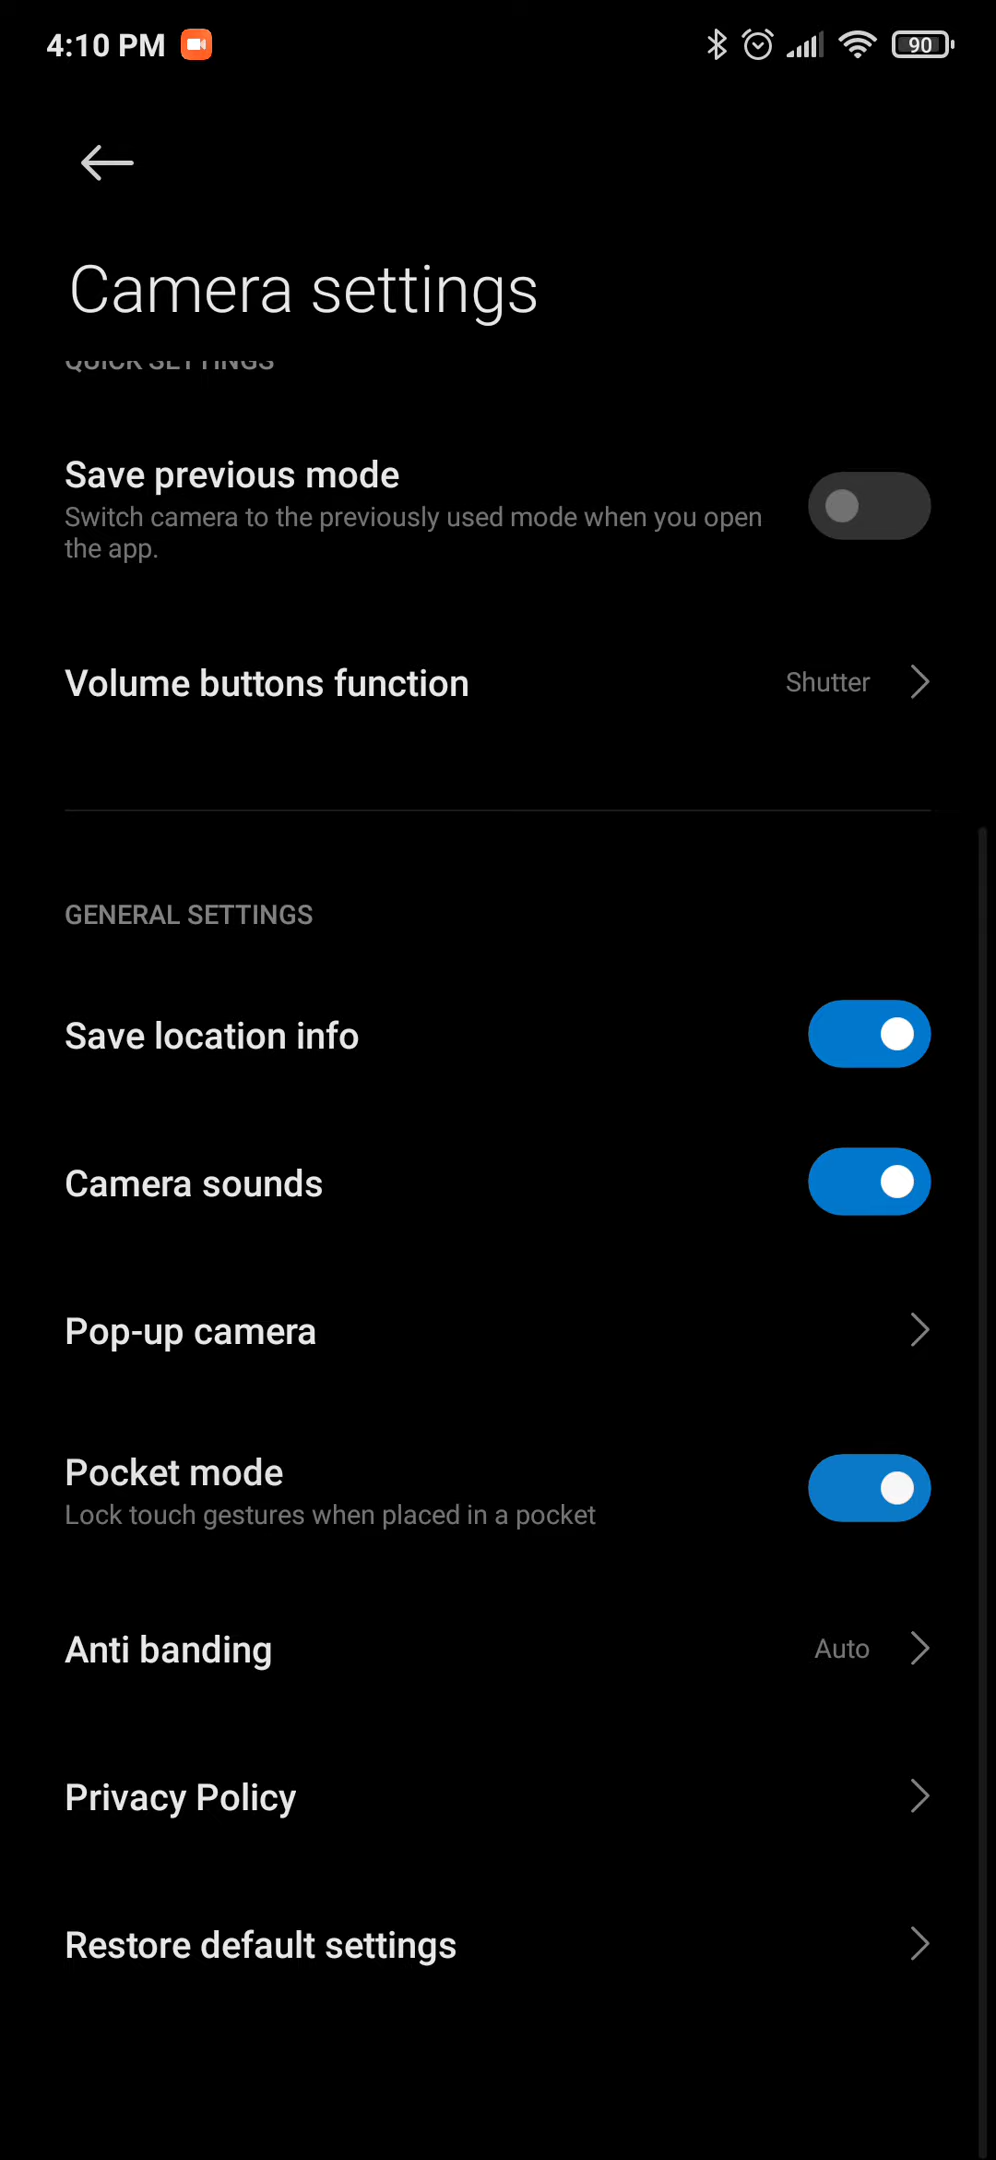 4:10 PM
90
Camera settings
QUICK SETTINGS
Save previous mode
Switch camera to the previously used mode when you open
the app.
Volume buttons function
Shutter
GENERAL SETTINGS
Save location info
Camera sounds
Pop-up camera
Pocket mode
Lock touch gestures when placed in a pocket
Anti banding
Auto
Privacy Policy
Restore default settings